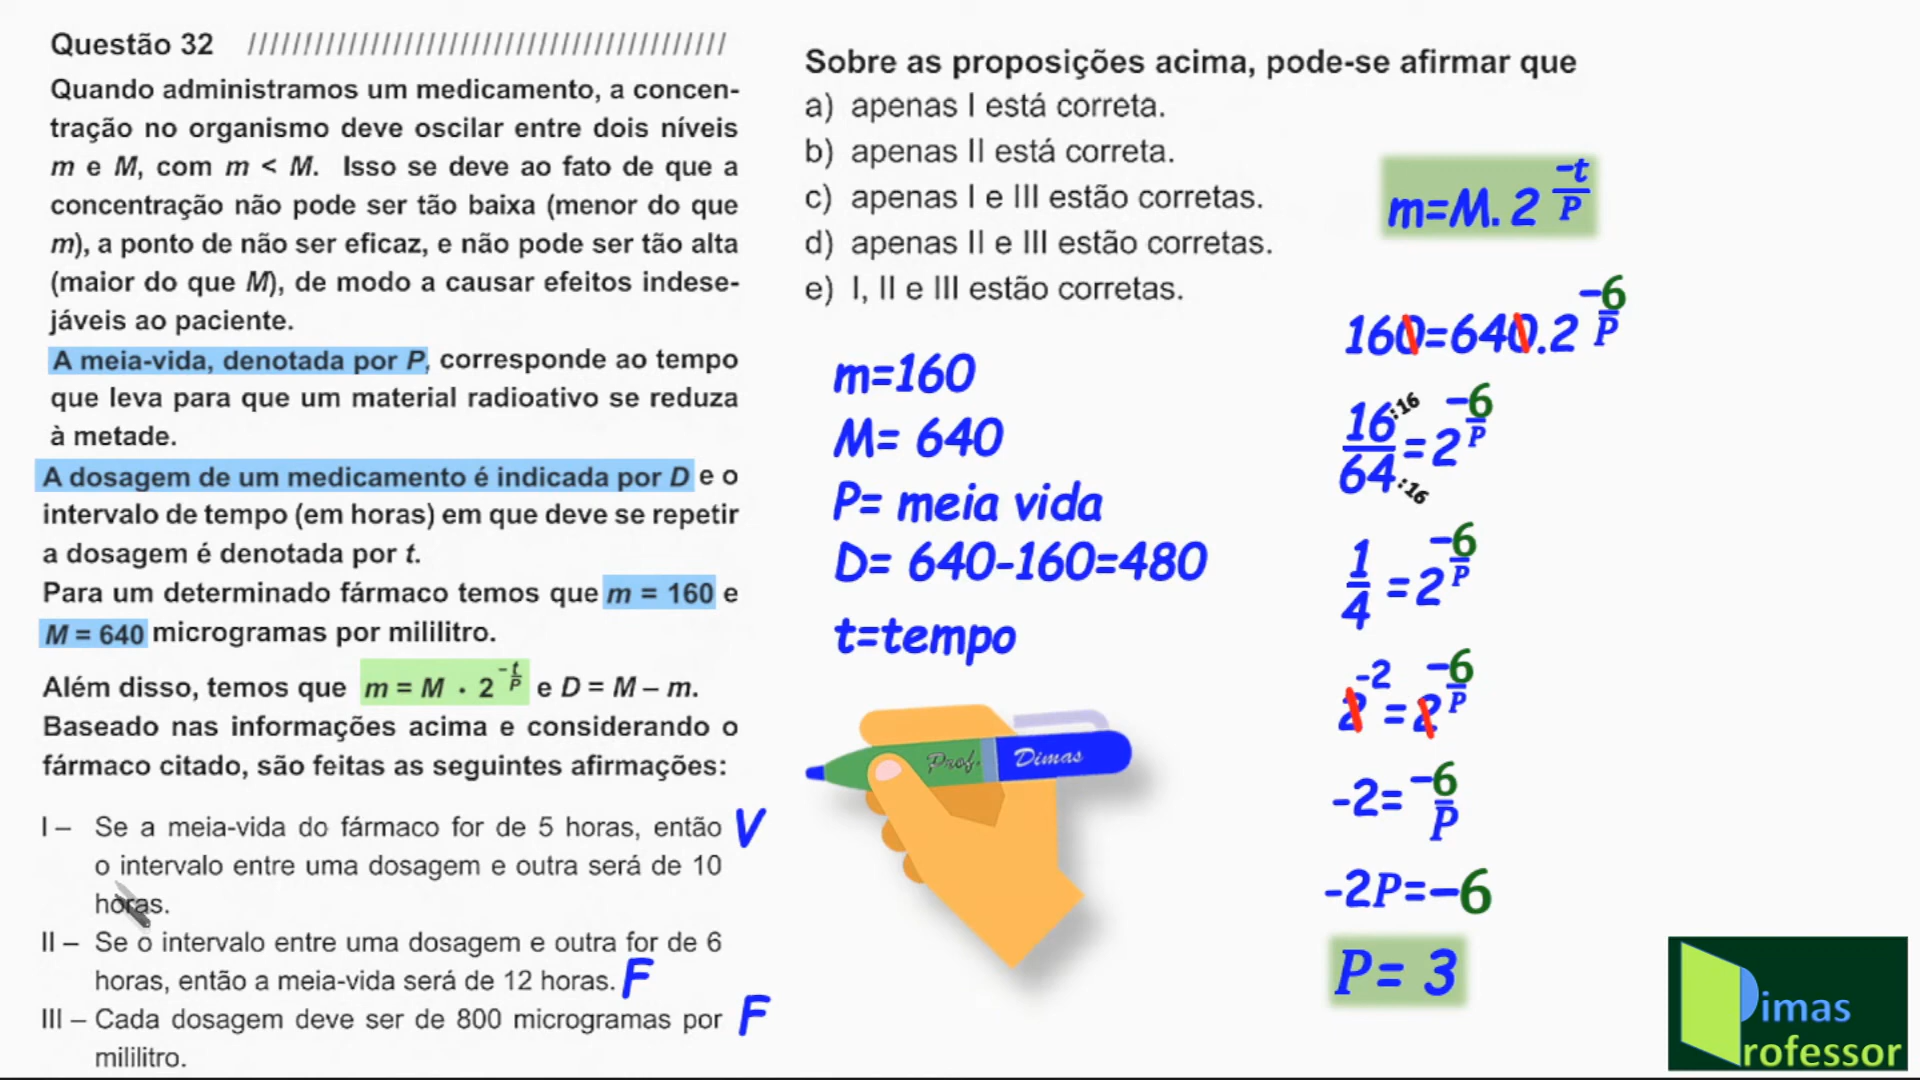 Questão 32 ////////////////////////////////////////////
Quando administramos um medicamento, a concen-
tração no organismo deve oscilar entre dois níveis
m e M, com m < M. Isso se deve ao fato de que a
concentração não pode ser tão baixa (menor do que
m), a ponto de não ser eficaz, e não pode ser tão alta
(maior do que M), de modo a causar efeitos indese-
jáveis ao paciente.
A meia-vida, denotada por P, corresponde ao tempo
que leva para que um material radioativo se reduza
à metade.
A dosagem de um medicamento é indicada por D e o
intervalo de tempo (em horas) em que deve se repetir
a dosagem é denotada por t.
Para um determinado fármaco temos que m = 160 e
M = 640 microgramas por mililitro.
Além disso, temos que m = M · 2^(-t/P) e D = M – m.
Baseado nas informações acima e considerando o
fármaco citado, são feitas as seguintes afirmações:
I – Se a meia-vida do fármaco for de 5 horas, então V
o intervalo entre uma dosagem e outra será de 10
horas.
II – Se o intervalo entre uma dosagem e outra for de 6
horas, então a meia-vida será de 12 horas. F
III – Cada dosagem deve ser de 800 microgramas por F
mililitro.
Sobre as proposições acima, pode-se afirmar que
a) apenas I está correta.
b) apenas II está correta.
c) apenas I e III estão corretas.
d) apenas II e III estão corretas.
e) I, II e III estão corretas.
m=160
M= 640
P= meia vida
D= 640-160=480
t=tempo
Prof. Dimas
m=M. 2^(-t/P)
160=640.2^(-6/P)
16:16/64:16=2^(-6/P)
1/4=2^(-6/P)
2^-2=2^(-6/P)
-2=-6/P
-2P=-6
P= 3
Dimas
Professor